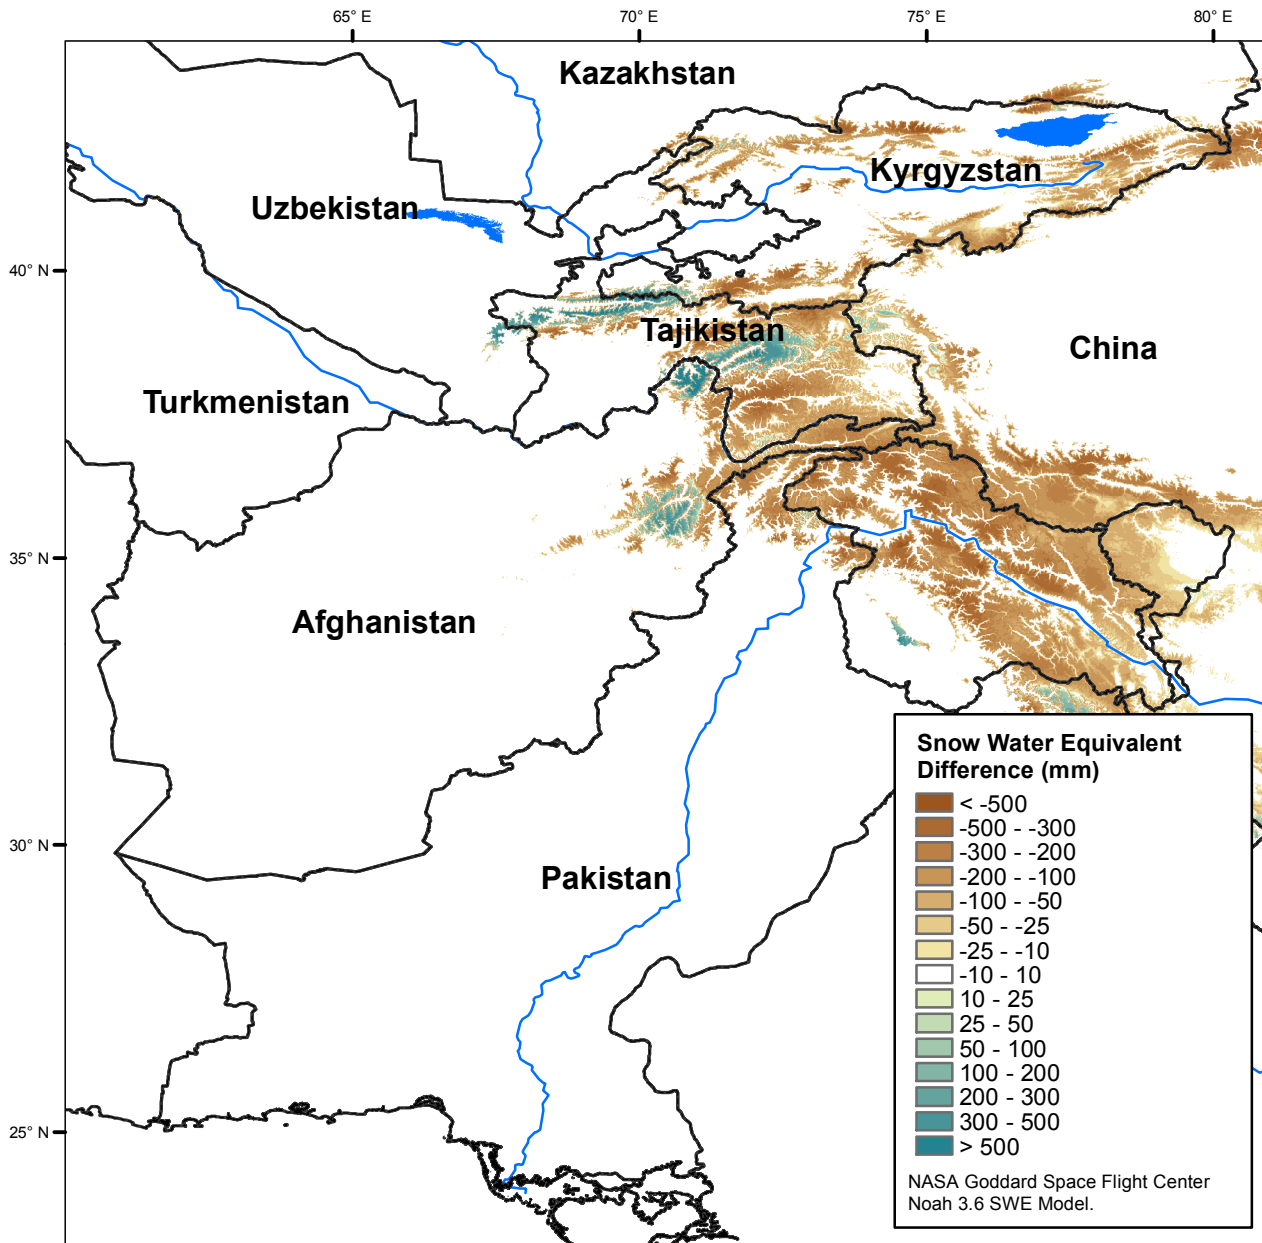 65° E
70° E
75° E
80° E
Kazakhstan
Kyrgyzstan
Uzbekistan
40° N
Tajikistan
China
Turkmenistan
35° N
Afghanistan
30° N
Pakistan
25° N
Snow Water Equivalent
Difference (mm)
< -500
-500 - -300
-300 - -200
-200 - -100
-100 - -50
-50 - -25
-25 - -10
-10 - 10
10 - 25
25 - 50
50 - 100
100 - 200
200 - 300
300 - 500
> 500
NASA Goddard Space Flight Center
Noah 3.6 SWE Model.